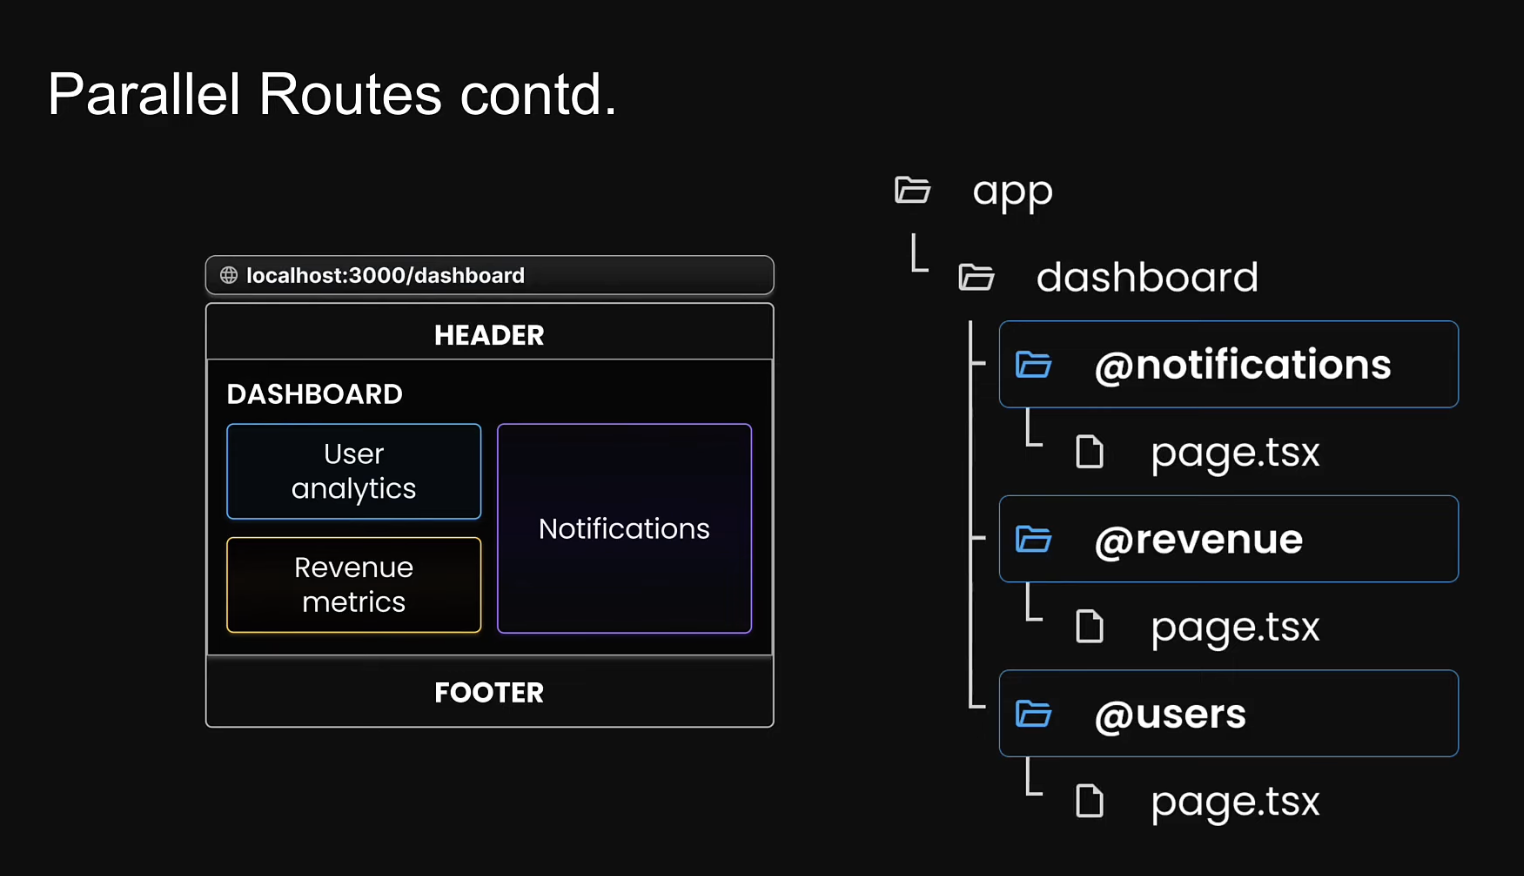 Parallel Routes contd.
localhost:3000/dashboard
HEADER
DASHBOARD
User
analytics
Revenue
metrics
Notifications
FOOTER
app
dashboard
@notifications
page.tsx
@revenue
page.tsx
@users
page.tsx